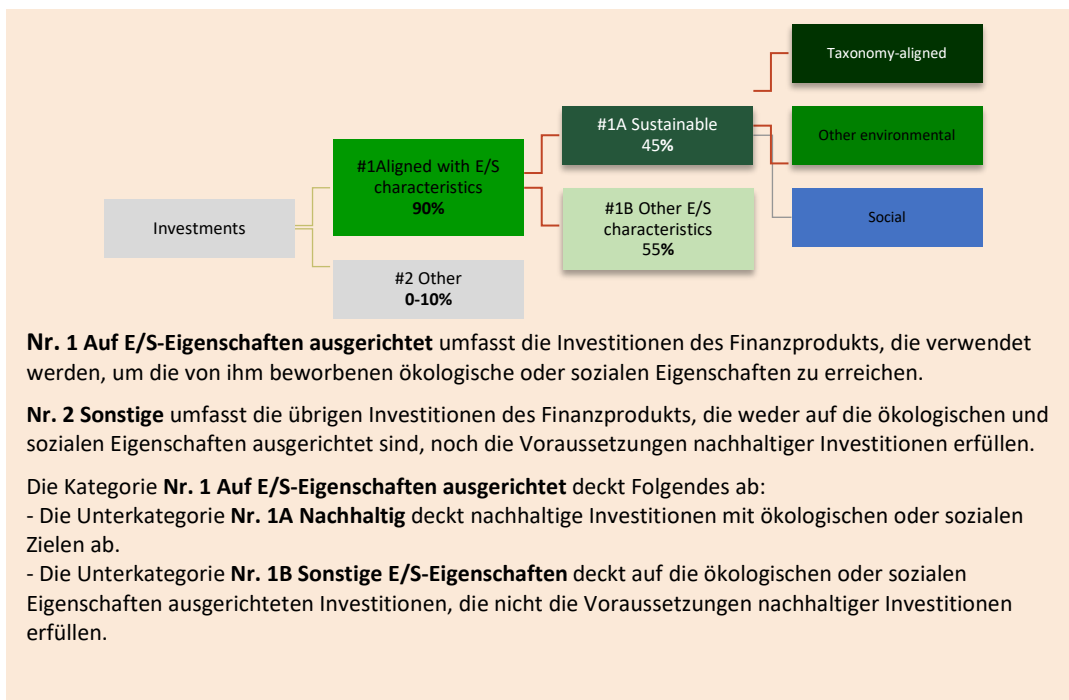 Taxonomy-aligned
#1A Sustainable
45%
Other environmental
#1Aligned with E/S
characteristics
90%
#1B Other E/S
characteristics
55%
Social
Investments
#2 Other
0-10%
Nr. 1 Auf E/S-Eigenschaften ausgerichtet umfasst die Investitionen des Finanzprodukts, die verwendet
werden, um die von ihm beworbenen ökologische oder sozialen Eigenschaften zu erreichen.
Nr. 2 Sonstige umfasst die übrigen Investitionen des Finanzprodukts, die weder auf die ökologischen und
sozialen Eigenschaften ausgerichtet sind, noch die Voraussetzungen nachhaltiger Investitionen erfüllen.
Die Kategorie Nr. 1 Auf E/S-Eigenschaften ausgerichtet deckt Folgendes ab:
- Die Unterkategorie Nr. 1A Nachhaltig deckt nachhaltige Investitionen mit ökologischen oder sozialen
Zielen ab.
- Die Unterkategorie Nr. 1B Sonstige E/S-Eigenschaften deckt auf die ökologischen oder sozialen
Eigenschaften ausgerichteten Investitionen, die nicht die Voraussetzungen nachhaltiger Investitionen
erfüllen.